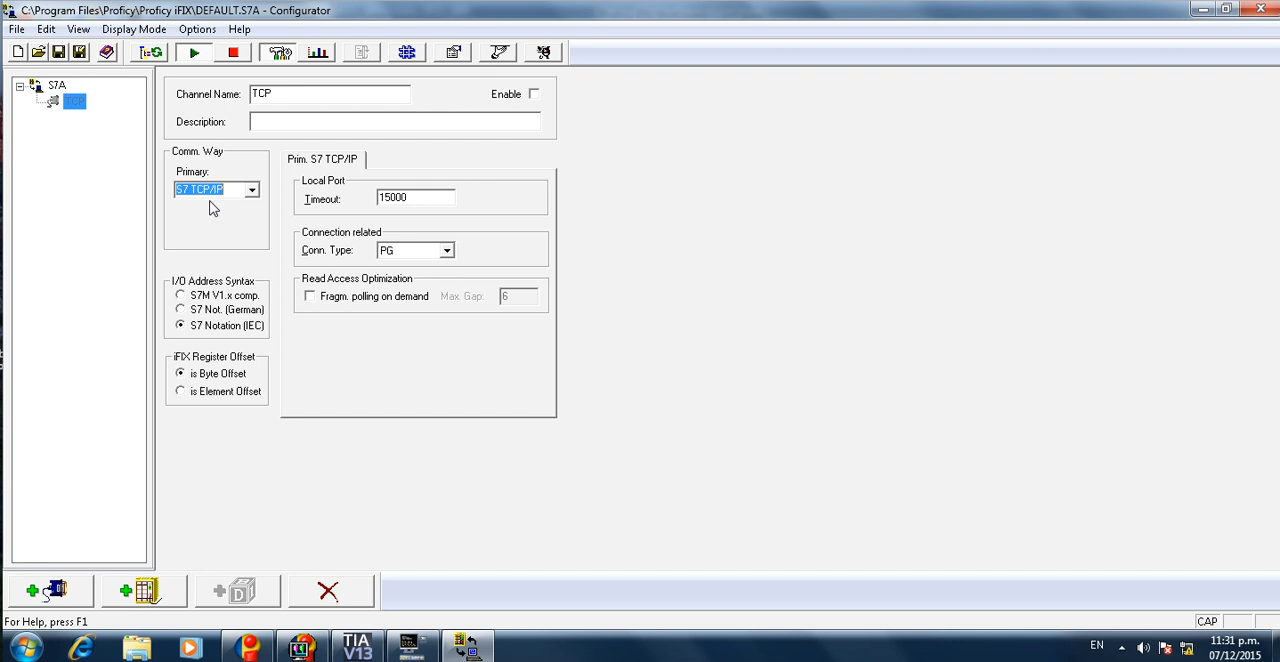 C:\Program Files\Proficy\Proficy iFIX\DEFAULT.S7A - Configurator
File Edit View Display Mode Options Help
S7A
TCP
Channel Name: TCP Enable
Description:
Comm. Way
Primary:
S7 TCP/IP
Prim. S7 TCP/IP
Local Port
Timeout: 15000
Connection related
Conn. Type: PG
Read Access Optimization
Fragm. polling on demand Max. Gap: 6
I/O Address Syntax
S7M V1.x comp.
S7 Not. (German)
S7 Notation (IEC)
iFIX Register Offset
is Byte Offset
is Element Offset
D
For Help, press F1
CAP
TIA
V13
EN
11:31 p.m.
07/12/2015